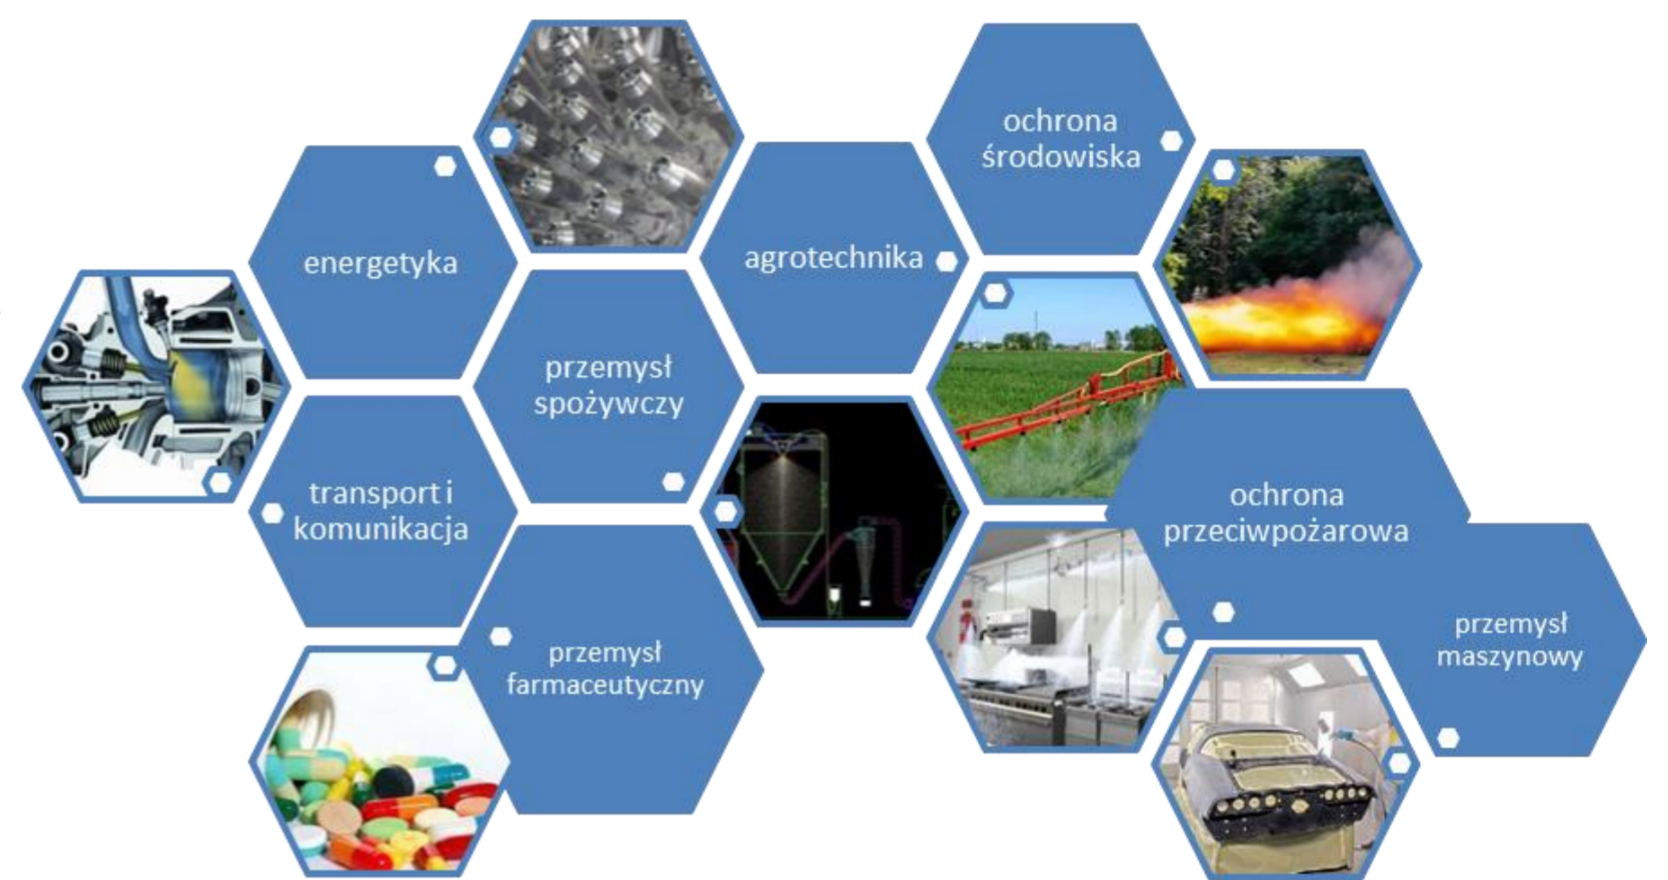 ochrona
środowiska
energetyka
agrotechnika
przemysł
spożywczy
transport i
komunikacja
ochrona
przeciwpożarowa
przemysł
maszynowy
przemysł
farmaceutyczny